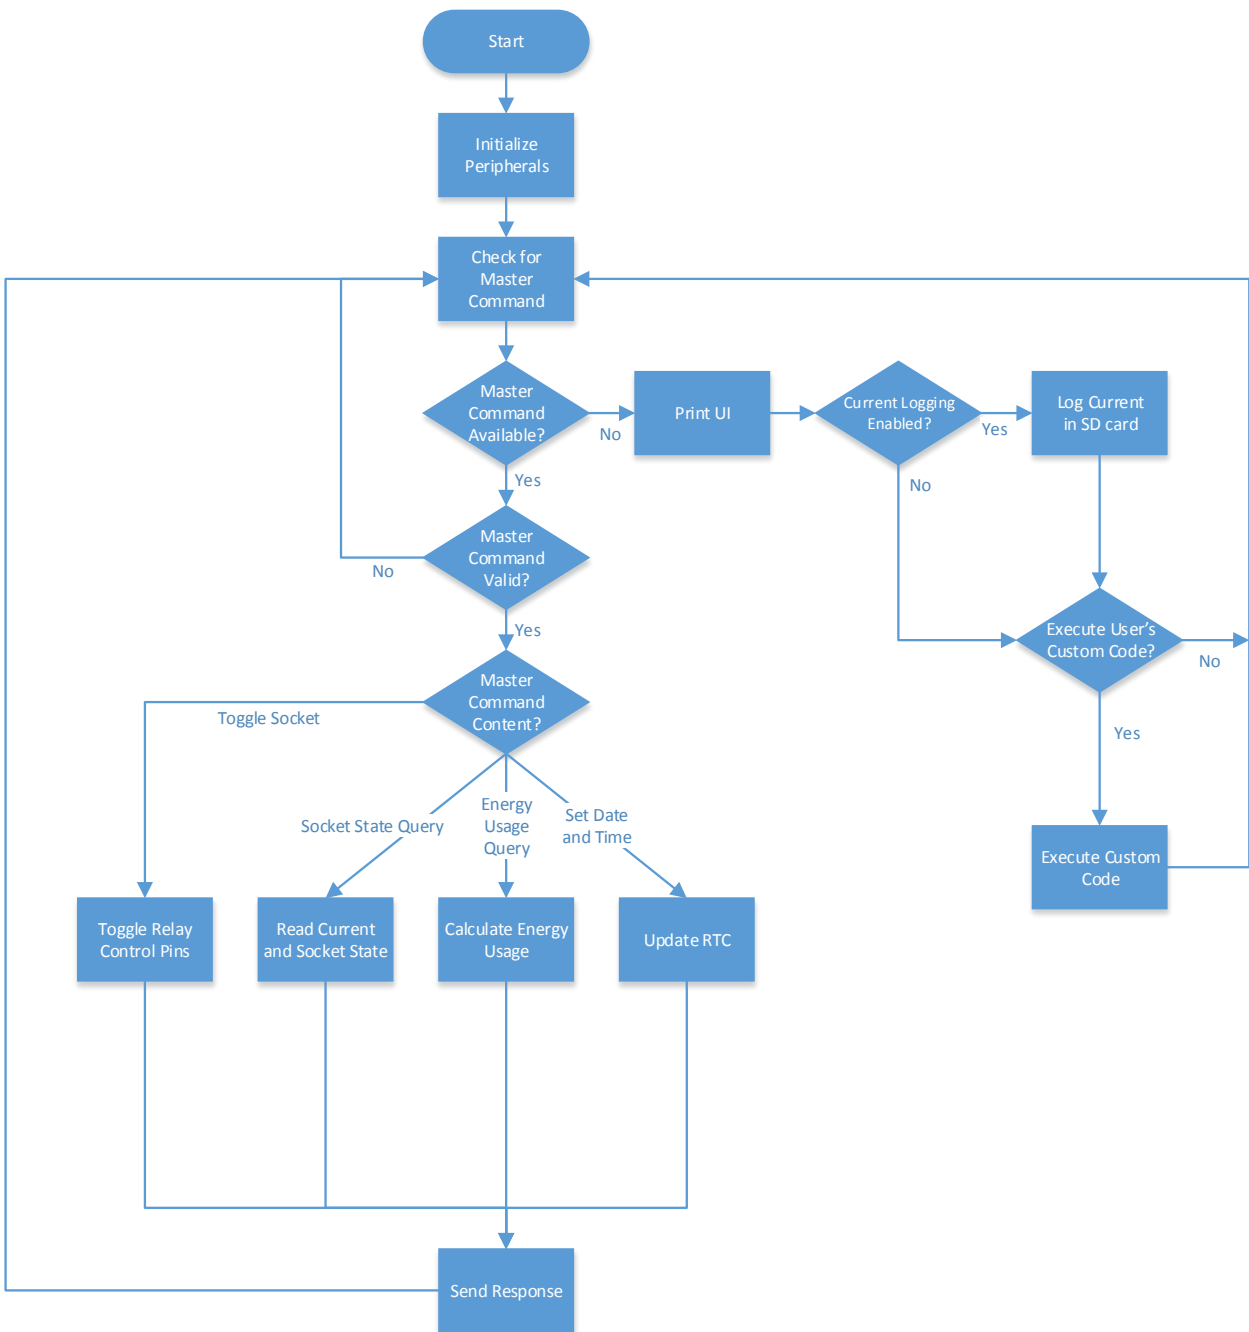 Start
Initialize
Peripherals
Check for
Master
Command
Master
Command
Available?
No
Print UI
Current Logging
Enabled?
Yes
Log Current
in SD card
Yes
No
Master
Command
Valid?
No
Yes
Execute User's
Custom Code?
No
Yes
Master
Command
Content?
Toggle Socket
Socket State Query
Energy
Usage
Query
Set Date
and Time
Execute Custom
Code
Toggle Relay
Control Pins
Read Current
and Socket State
Calculate Energy
Usage
Update RTC
Send Response